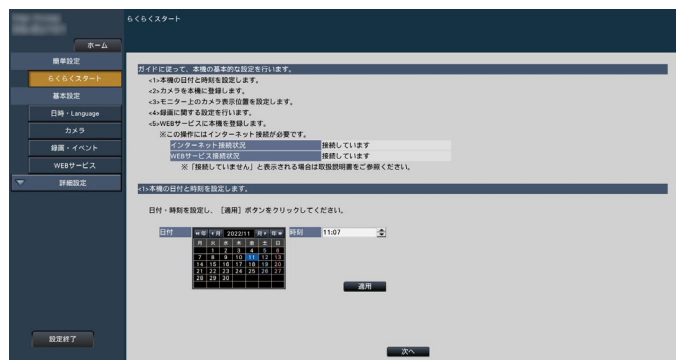 らくらくスタート
ホーム
簡単設定
らくらくスタート
基本設定
日時・Language
カメラ
録画・イベント
WEBサービス
詳細設定
設定終了
ガイドに従って、本機の基本的な設定を行います。
<1>本機の日付と時刻を設定します。
<2>カメラを本機に登録します。
<3>モニター上のカメラ表示位置を設定します。
<4>録画に関する設定を行います。
<5>WEBサービスに本機を登録します。
※この操作にはインターネット接続が必要です。
インターネット接続状況 接続しています
WEBサービス接続状況 接続しています
※「接続していません」と表示される場合は取扱説明書をご参照ください。
<1>本機の日付と時刻を設定します。
日付・時刻を設定し、［適用］ボタンをクリックしてください。
日付 年 月 2022/11 月 年 時刻 11:07
月 火 水 木 金 土 日
1 2 3 4 5 6
7 8 9 10 11 12 13
14 15 16 17 18 19 20
21 22 23 24 25 26 27
28 29 30
適用
次へ